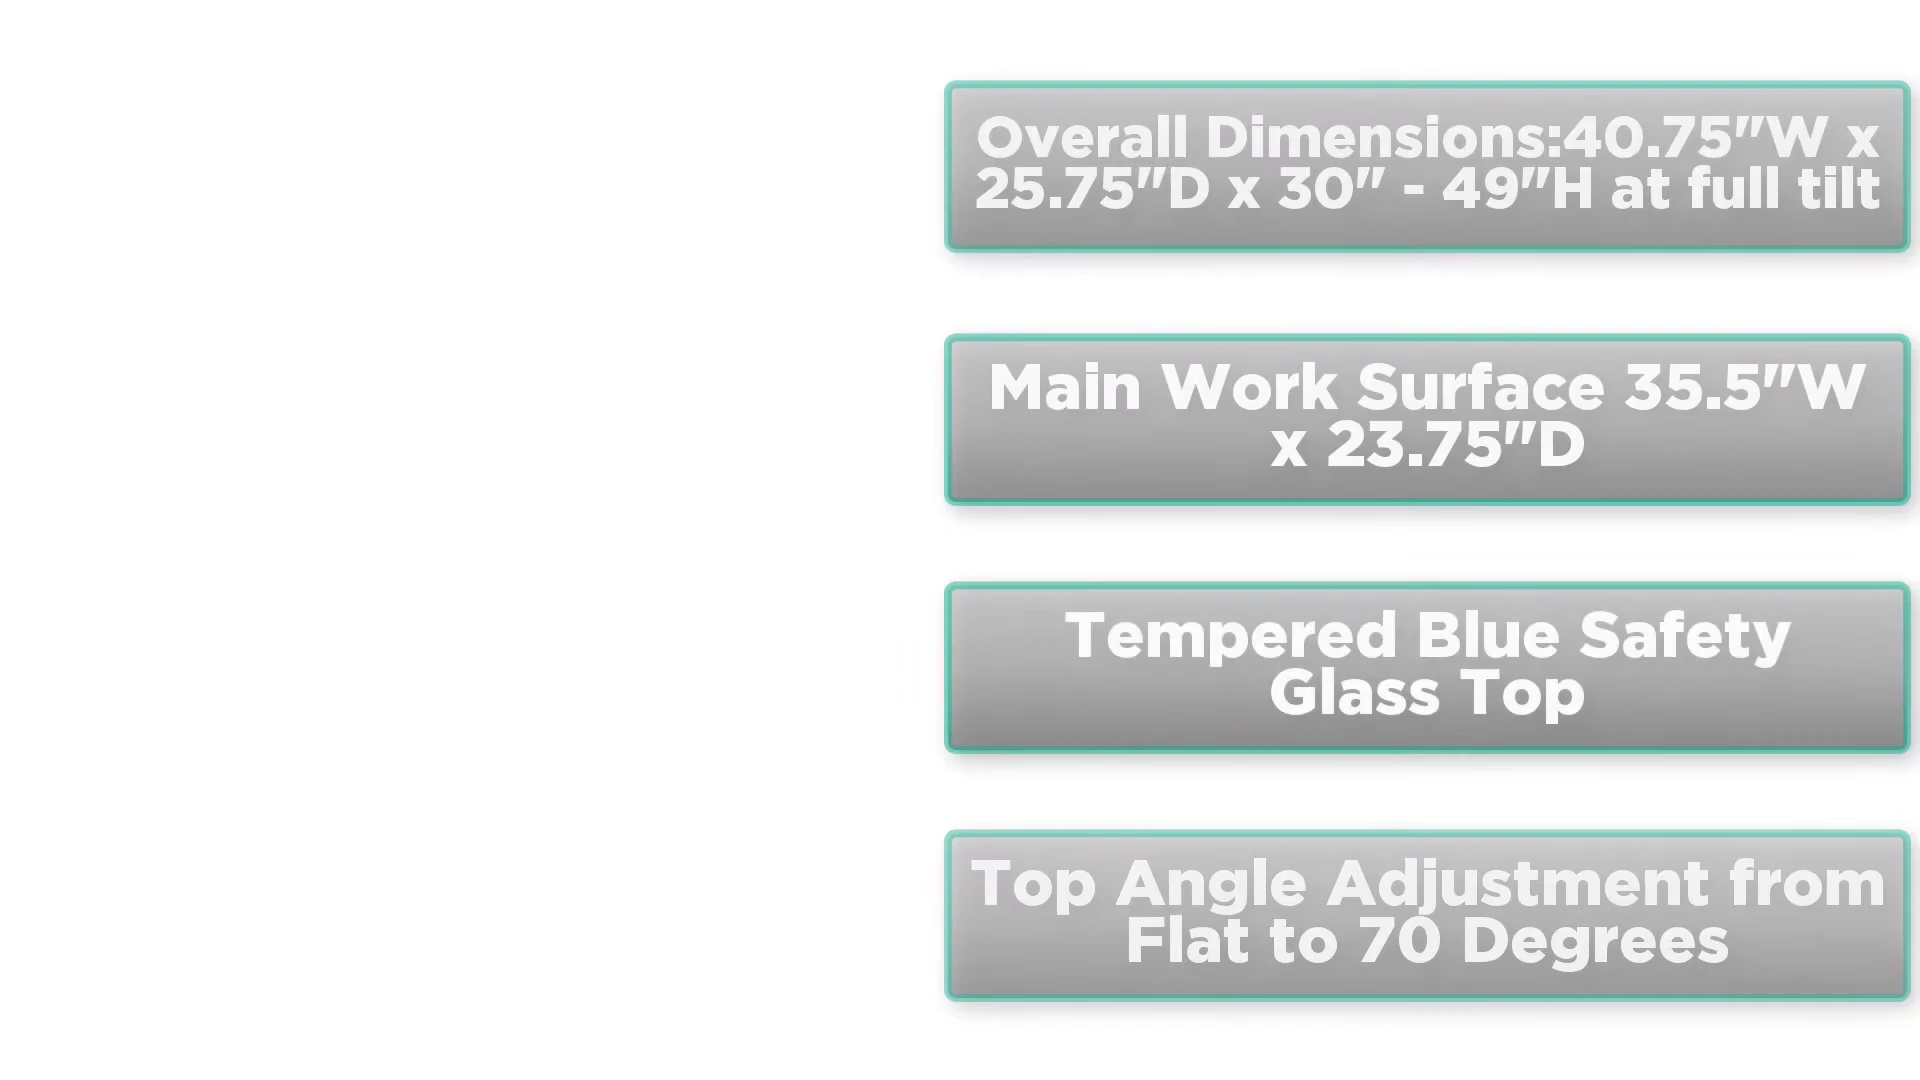 Overall Dimensions:40.75"W x
25.75"D x 30" - 49"H at full tilt
Main Work Surface 35.5"W
x 23.75"D
Tempered Blue Safety
Glass Top
Top Angle Adjustment from
Flat to 70 Degrees